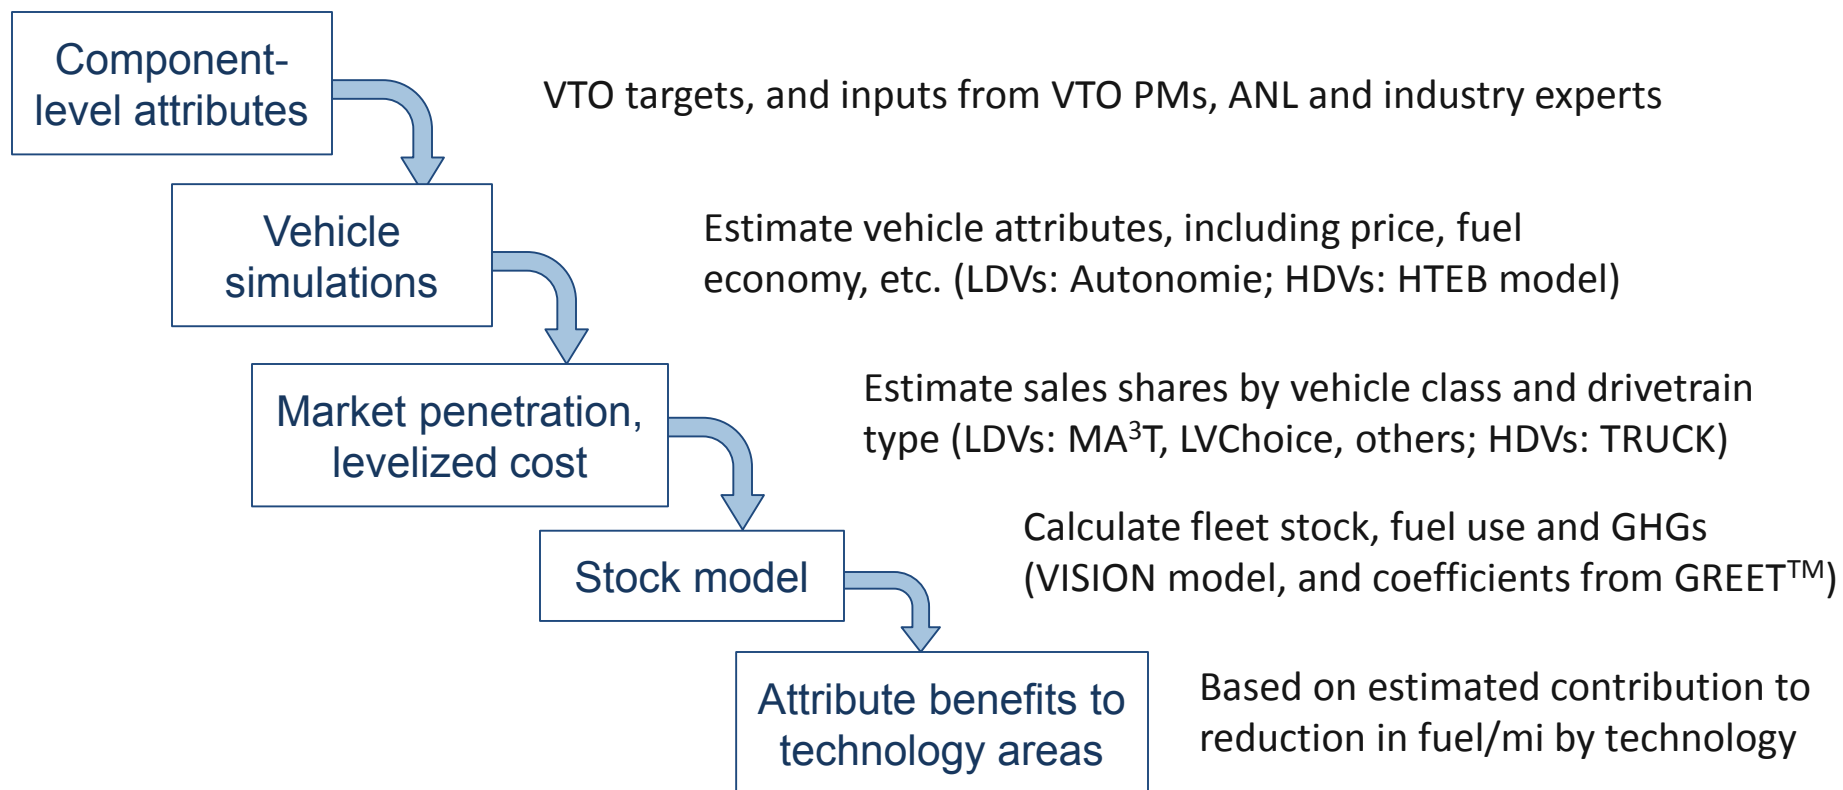 Component-
level attributes
VTO targets, and inputs from VTO PMs, ANL and industry experts
Vehicle
simulations
Estimate vehicle attributes, including price, fuel
economy, etc. (LDVs: Autonomie; HDVs: HTEB model)
Market penetration,
levelized cost
Estimate sales shares by vehicle class and drivetrain
type (LDVs: MA³T, LVChoice, others; HDVs: TRUCK)
Stock model
Calculate fleet stock, fuel use and GHGs
(VISION model, and coefficients from GREET™)
Attribute benefits to
technology areas
Based on estimated contribution to
reduction in fuel/mi by technology